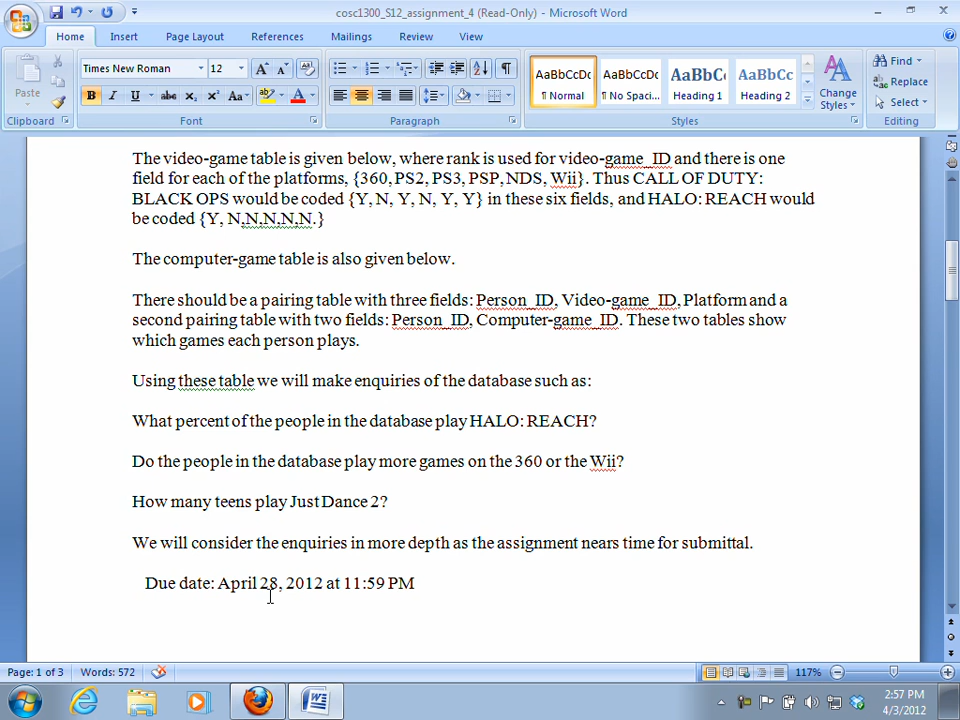 cosc1300_S12_assignment_4 (Read-Only) - Microsoft Word
Home Insert Page Layout References Mailings Review View
Paste
Times New Roman 12
AaBbCcDc AaBbCcDc AaBbCc AaBbCc
¶ Normal ¶ No Spaci... Heading 1 Heading 2
Change Styles
Find
Replace
Select
Clipboard Font Paragraph Styles Editing
The video-game table is given below, where rank is used for video-game_ID and there is one
field for each of the platforms, {360, PS2, PS3, PSP, NDS, Wii}. Thus CALL OF DUTY:
BLACK OPS would be coded {Y, N, Y, N, Y, Y} in these six fields, and HALO: REACH would
be coded {Y, N,N,N,N,N.}
The computer-game table is also given below.
There should be a pairing table with three fields: Person_ID, Video-game_ID, Platform and a
second pairing table with two fields: Person_ID, Computer-game_ID. These two tables show
which games each person plays.
Using these table we will make enquiries of the database such as:
What percent of the people in the database play HALO: REACH?
Do the people in the database play more games on the 360 or the Wii?
How many teens play Just Dance 2?
We will consider the enquiries in more depth as the assignment nears time for submittal.
Due date: April 28, 2012 at 11:59 PM
Page: 1 of 3 Words: 572 117%
2:57 PM
4/3/2012